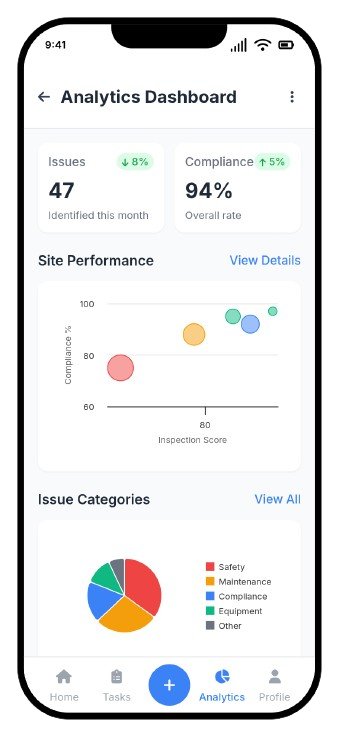 9:41
Analytics Dashboard
Issues ↓ 8%
Compliance ↑ 5%
47
94%
Identified this month
Overall rate
Site Performance View Details
100
80
60
Compliance %
80
Inspection Score
Issue Categories View All
Safety
Maintenance
Compliance
Equipment
Other
Home Tasks + Analytics Profile